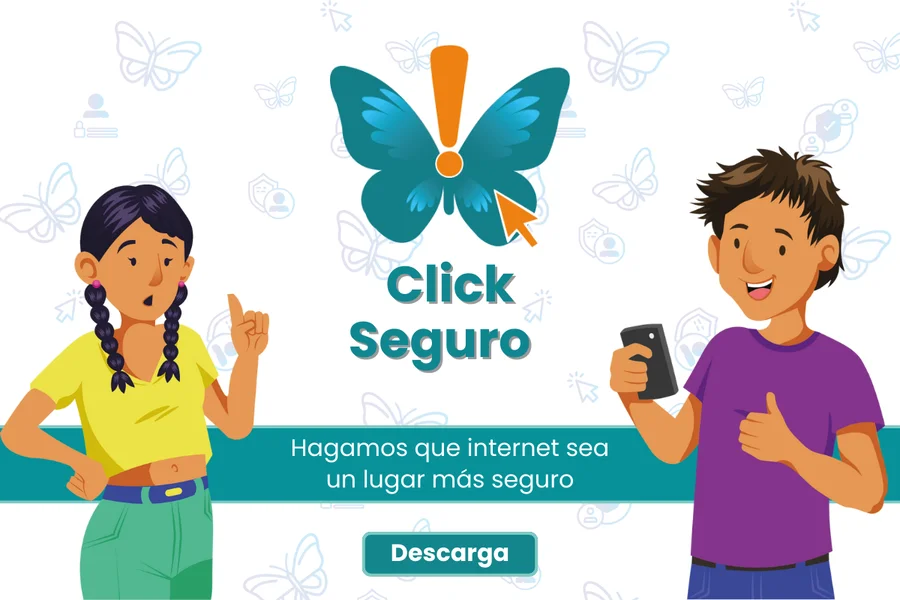 Click
Seguro
Hagamos que internet sea
un lugar más seguro
Descarga